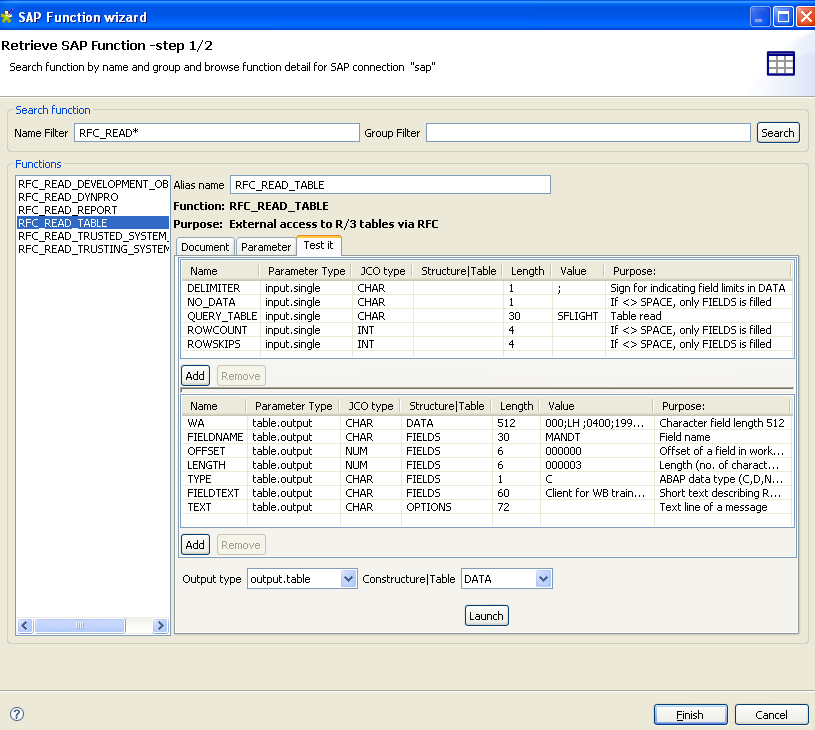 SAP Function wizard
Retrieve SAP Function -step 1/2
Search function by name and group and browse function detail for SAP connection "sap"
Search function
Name Filter RFC_READ* Group Filter Search
Functions
RFC_READ_DEVELOPMENT_OB
RFC_READ_DYNPRO
RFC_READ_REPORT
RFC_READ_TABLE
RFC_READ_TRUSTED_SYSTEM_
RFC_READ_TRUSTING_SYSTEM
Alias name RFC_READ_TABLE
Function: RFC_READ_TABLE
Purpose: External access to R/3 tables via RFC
Document Parameter Test it
Name Parameter Type JCO type Structure|Table Length Value Purpose:
DELIMITER input.single CHAR 1 ; Sign for indicating field limits in DATA
NO_DATA input.single CHAR 1 If <> SPACE, only FIELDS is filled
QUERY_TABLE input.single CHAR 30 SFLIGHT Table read
ROWCOUNT input.single INT 4 If <> SPACE, only FIELDS is filled
ROWSKIPS input.single INT 4 If <> SPACE, only FIELDS is filled
Add Remove
Name Parameter Type JCO type Structure|Table Length Value Purpose:
WA table.output CHAR DATA 512 000;LH ;0400;199... Character field length 512
FIELDNAME table.output CHAR FIELDS 30 MANDT Field name
OFFSET table.output NUM FIELDS 6 000000 Offset of a field in work...
LENGTH table.output NUM FIELDS 6 000003 Length (no. of charact...
TYPE table.output CHAR FIELDS 1 C ABAP data type (C,D,N...
FIELDTEXT table.output CHAR FIELDS 60 Client for WB train... Short text describing R...
TEXT table.output CHAR OPTIONS 72 Text line of a message
Add Remove
Output type output.table Constructure|Table DATA
Launch
? Finish Cancel